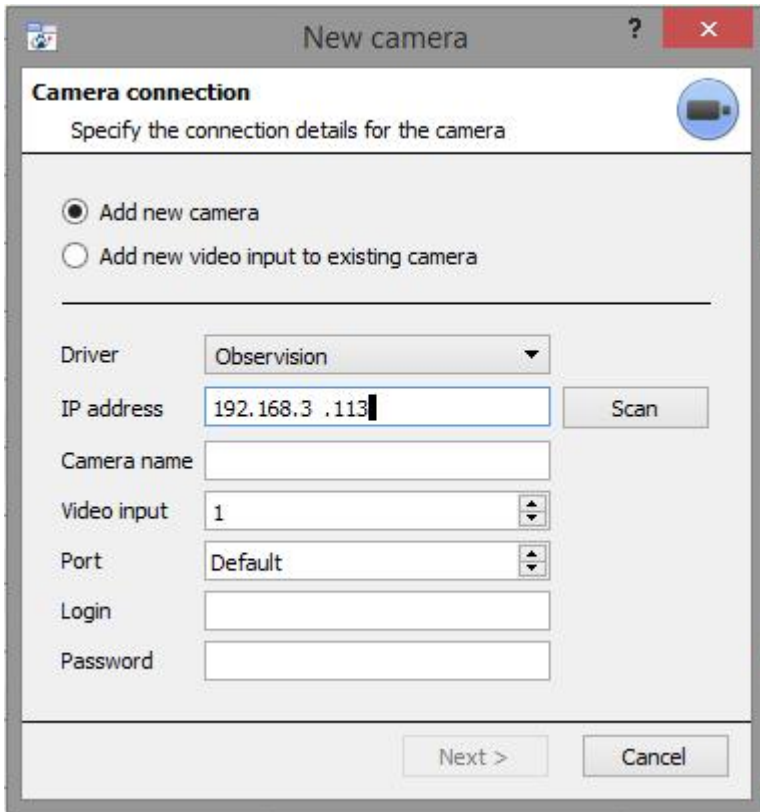 New camera
?
×
Camera connection
Specify the connection details for the camera
Add new camera
Add new video input to existing camera
Driver
Observision
IP address
192.168.3 .113
Scan
Camera name
Video input
1
Port
Default
Login
Password
Next >
Cancel